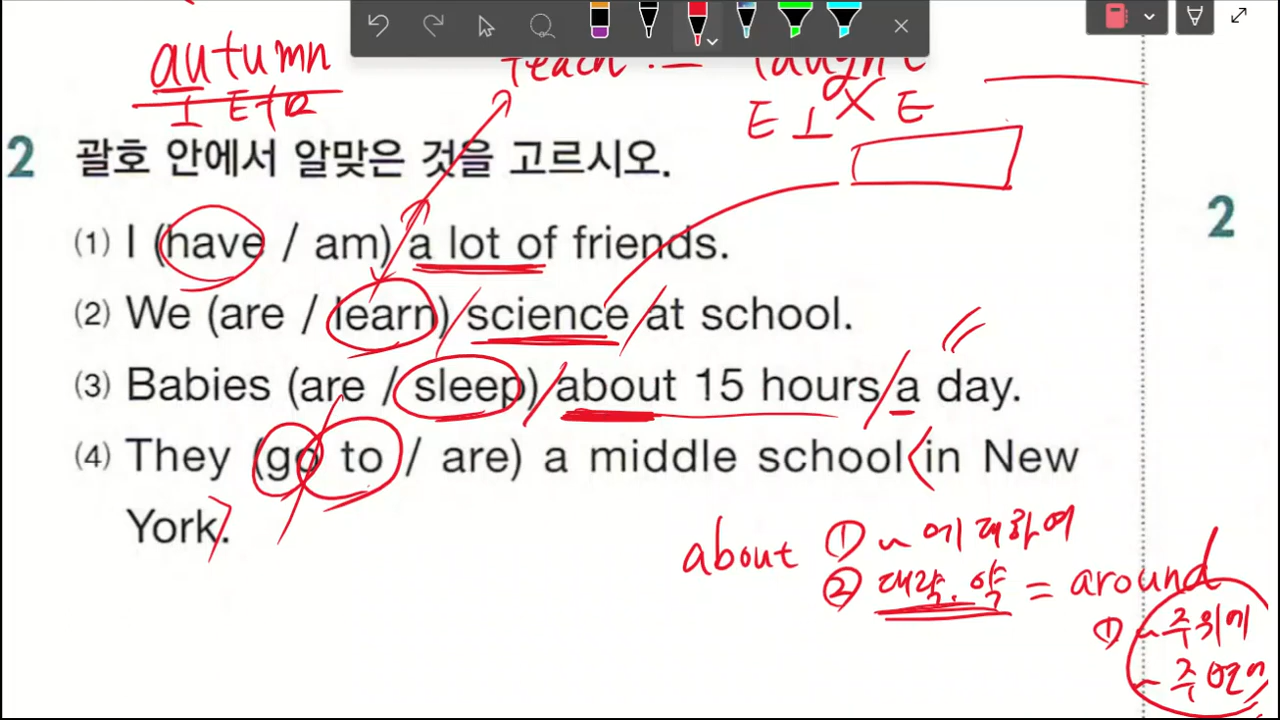 autumn
teach :- taught
ㅗ ㅌ
ㅌ ㅗ X ㅌ
2 괄호 안에서 알맞은 것을 고르시오.
(1) I (have / am) a lot of friends.
2
(2) We (are / learn) / science / at school.
(3) Babies (are / sleep) / about 15 hours / a day.
(4) They (go to / are) a middle school <in New
York>.
about ① ~에 대하여
② 대략. 약 = around
① ~주위에
~주변에